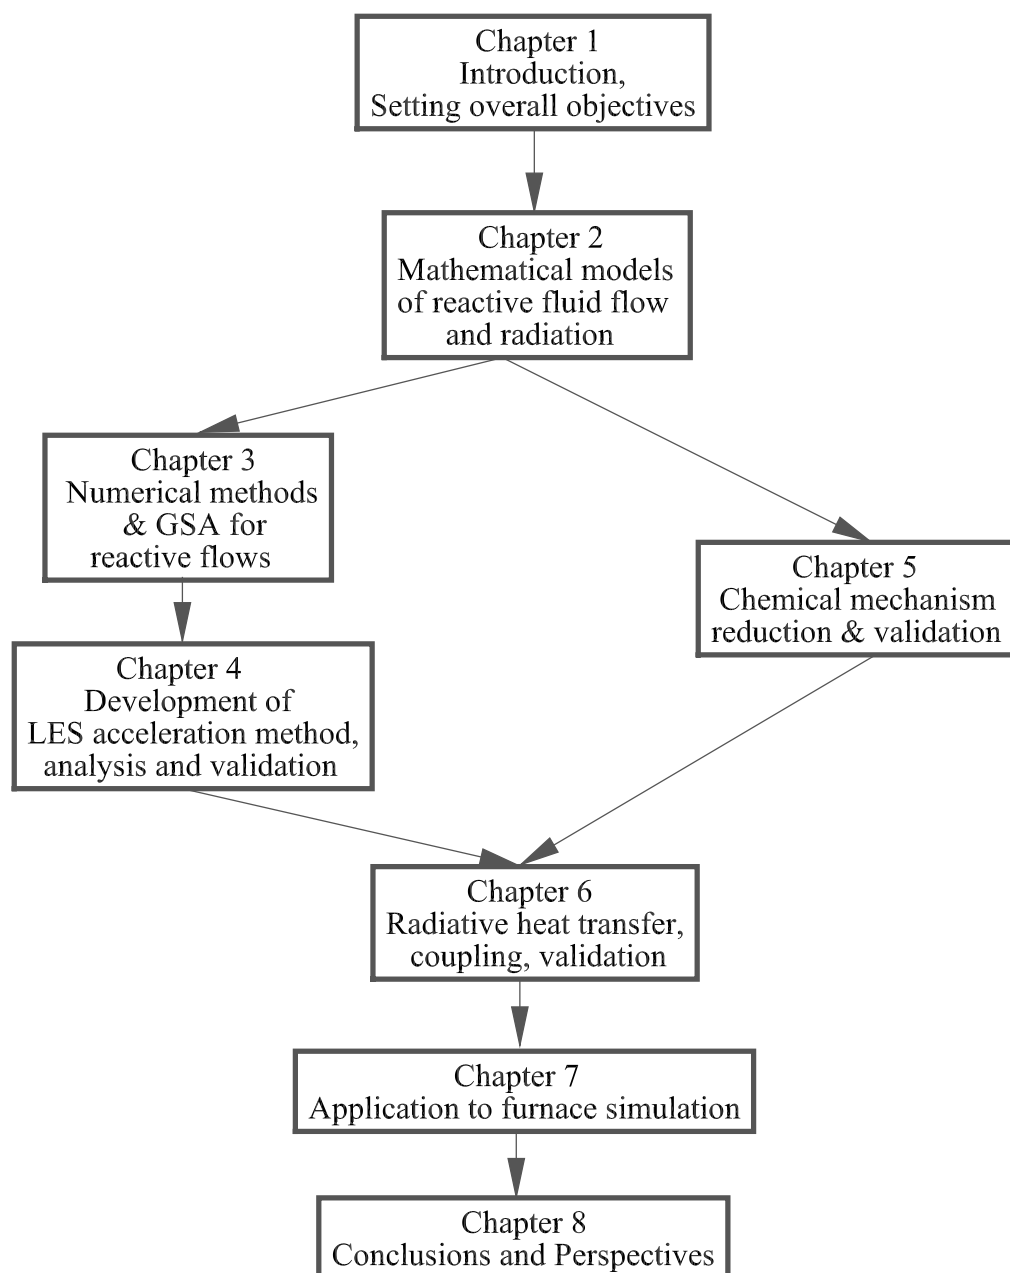 Chapter 1
Introduction,
Setting overall objectives
Chapter 2
Mathematical models
of reactive fluid flow
and radiation
Chapter 3
Numerical methods
& GSA for
reactive flows
Chapter 4
Development of
LES acceleration method,
analysis and validation
Chapter 5
Chemical mechanism
reduction & validation
Chapter 6
Radiative heat transfer,
coupling, validation
Chapter 7
Application to furnace simulation
Chapter 8
Conclusions and Perspectives